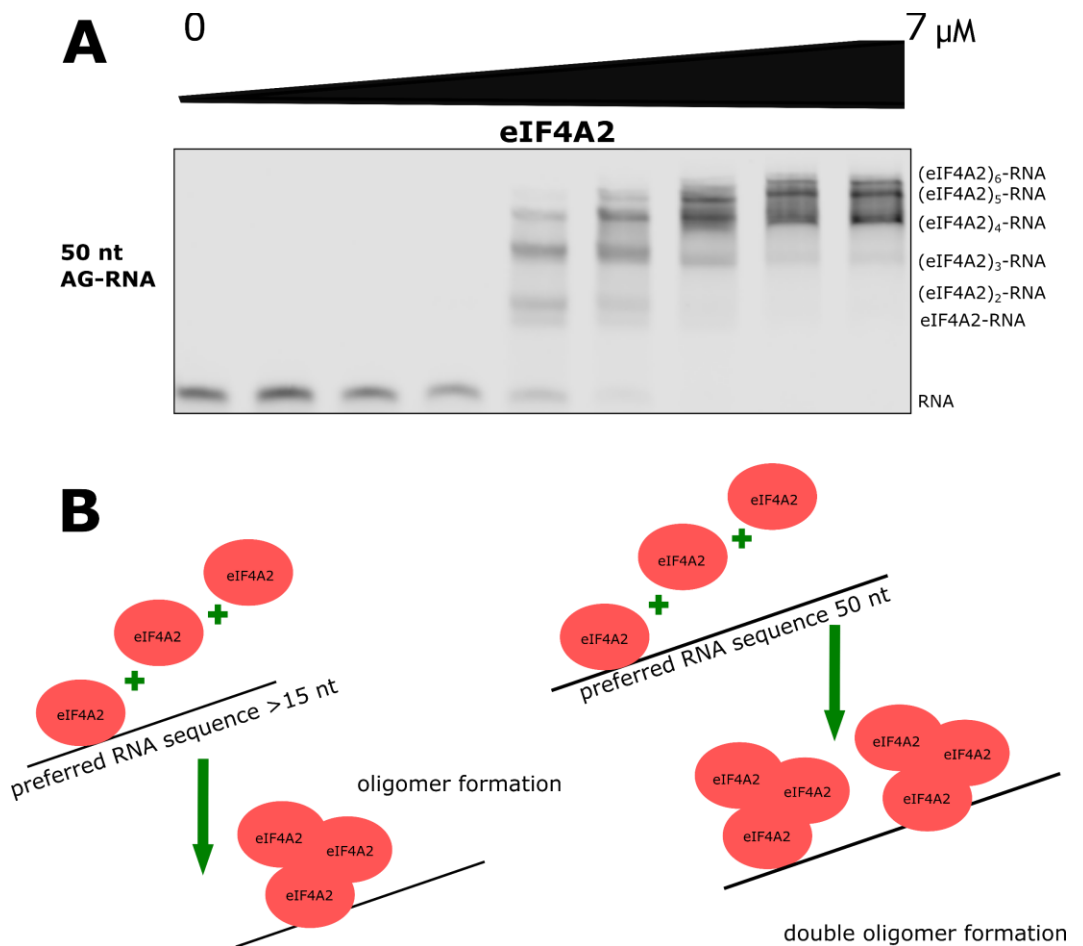 A
0
7 μM
eIF4A2
50 nt
AG-RNA
(eIF4A2)₆-RNA
(eIF4A2)₅-RNA
(eIF4A2)₄-RNA
(eIF4A2)₃-RNA
(eIF4A2)₂-RNA
eIF4A2-RNA
RNA
B
eIF4A2
+
eIF4A2
+
eIF4A2
preferred RNA sequence >15 nt
oligomer formation
eIF4A2
eIF4A2
eIF4A2
eIF4A2
+
eIF4A2
+
eIF4A2
preferred RNA sequence 50 nt
eIF4A2
eIF4A2
eIF4A2
eIF4A2
eIF4A2
eIF4A2
double oligomer formation